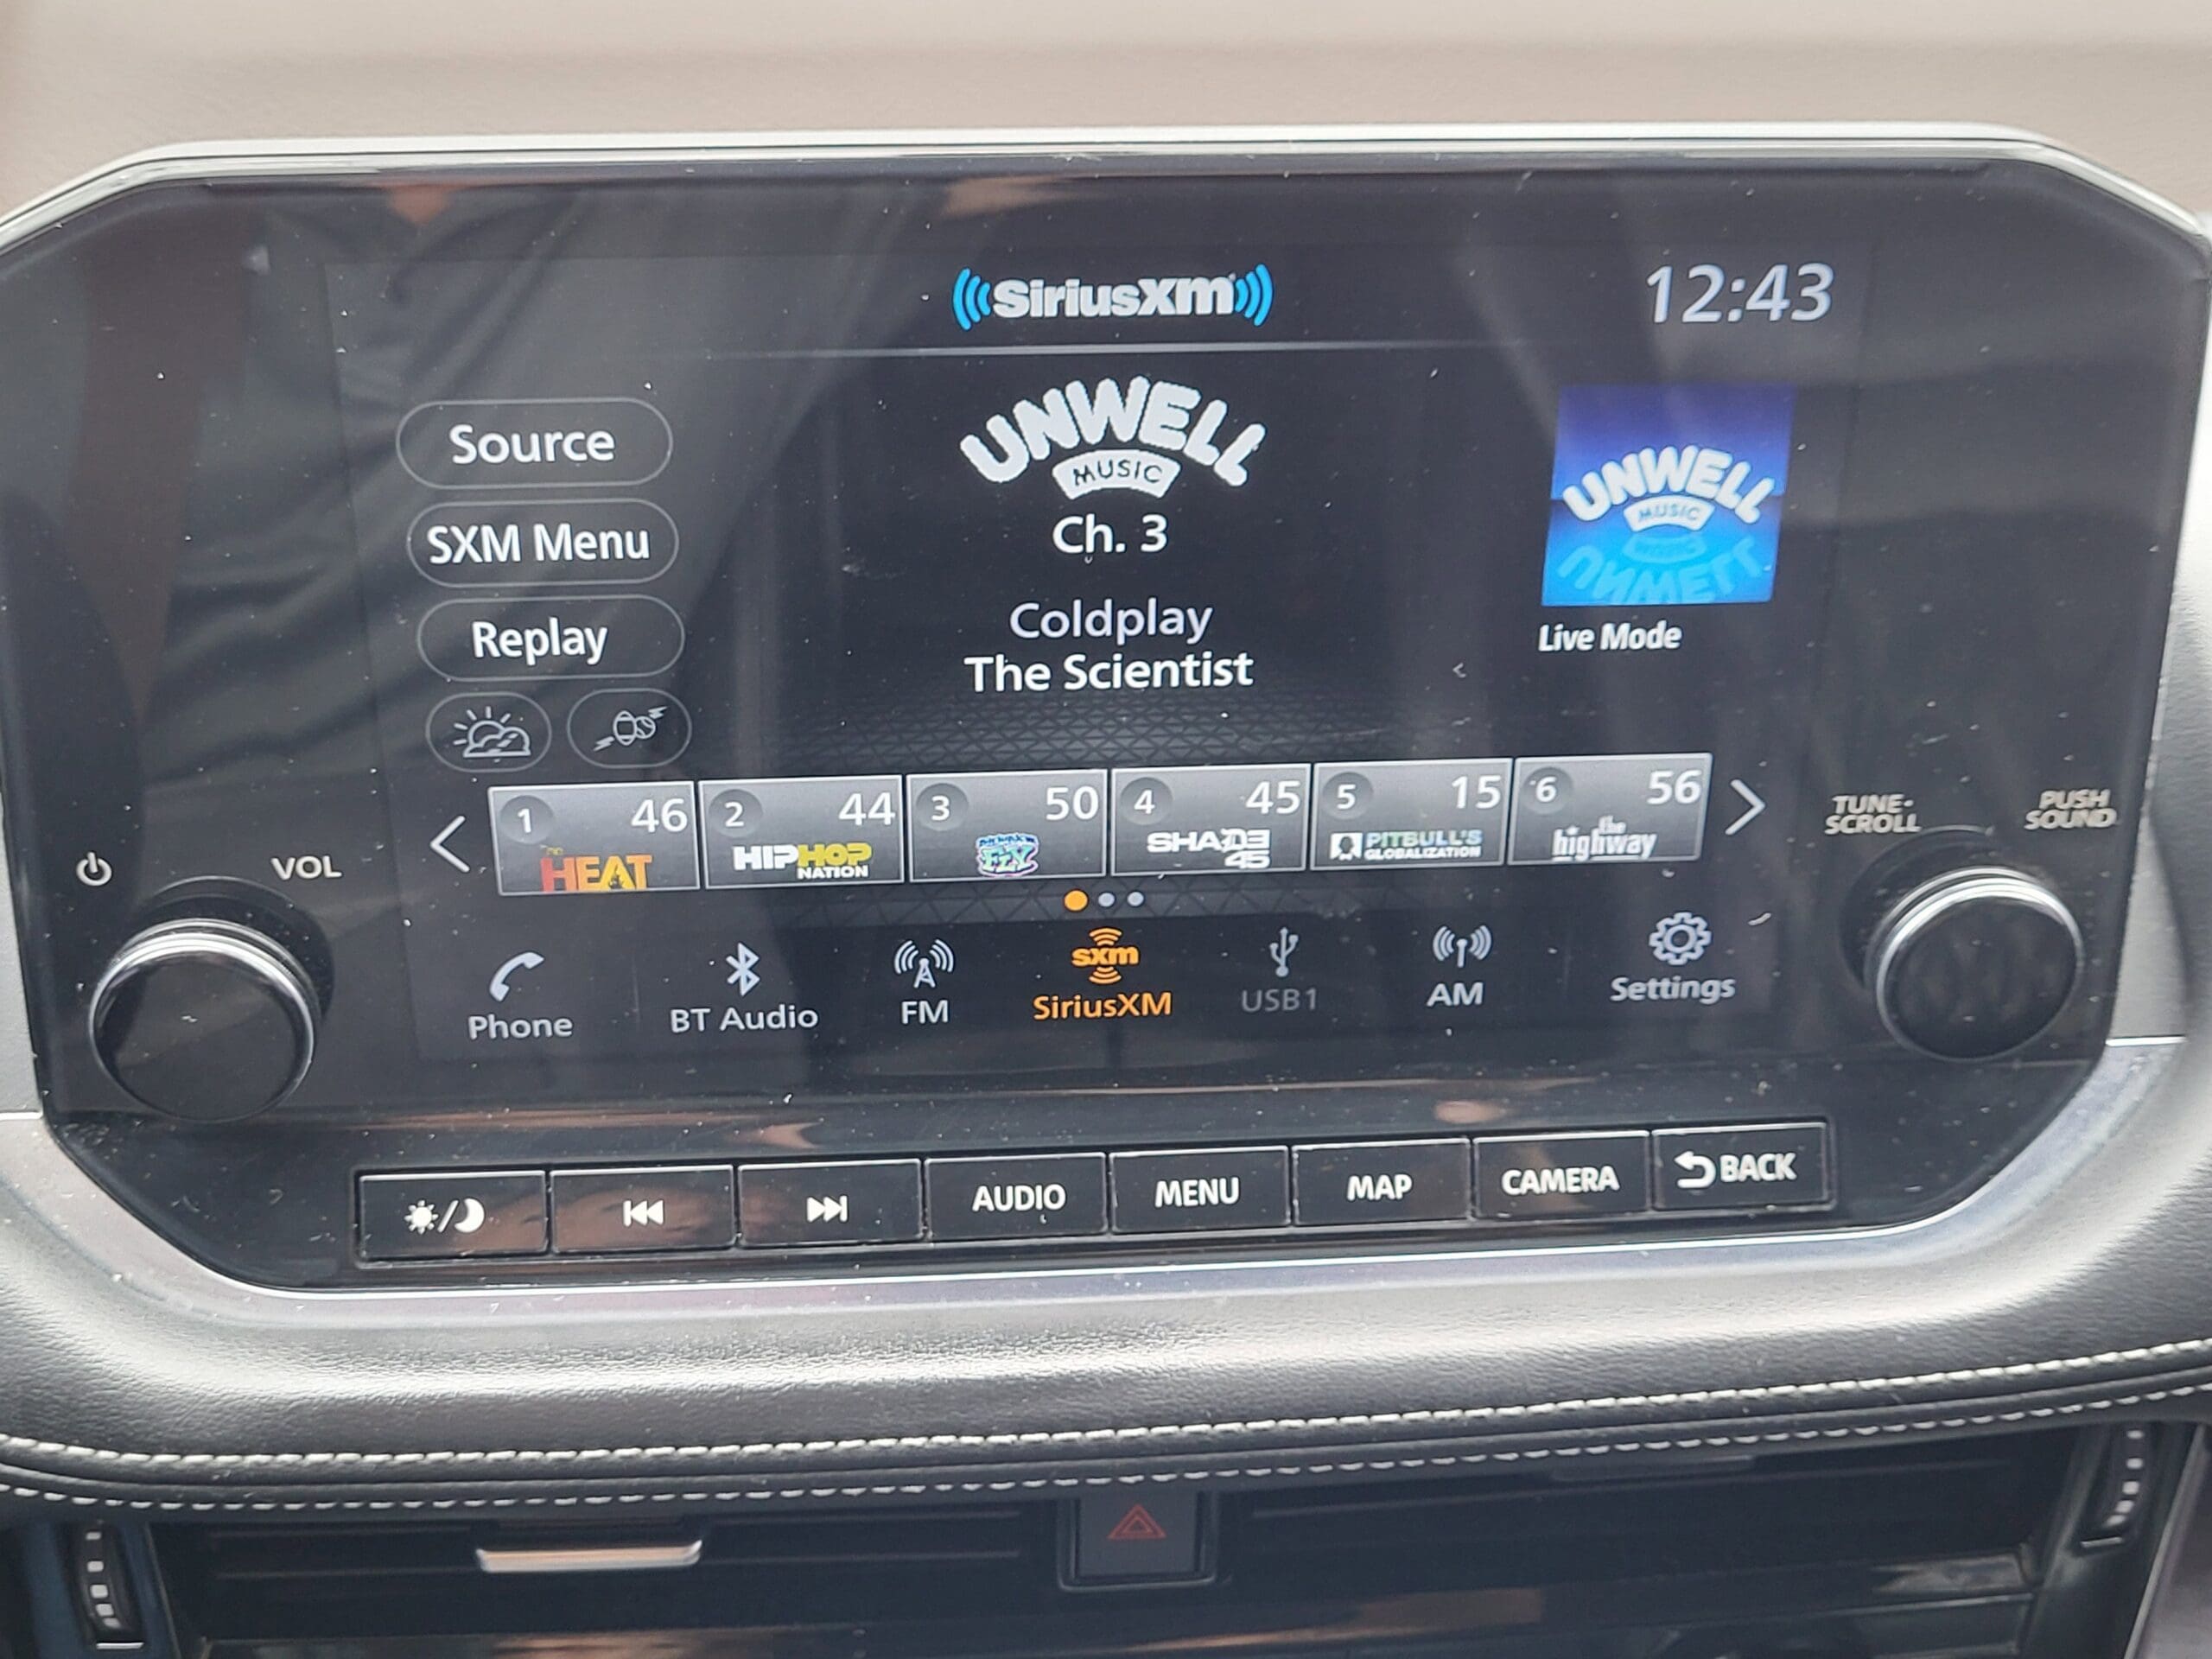 SiriusXM
12:43
Source
SXM Menu
Replay
UNWELL
MUSIC
Ch. 3
Coldplay
The Scientist
UNWELL
MUSIC
Live Mode
1 46
HEAT
2 44
HIPHOP
NATION
3 50
FLY
4 45
SHADE
45
5 15
PITBULL'S
GLOBALIZATION
6 56
the
highway
VOL
TUNE·
SCROLL
PUSH
SOUND
Phone
BT Audio
FM
sxm
SiriusXM
USB1
AM
Settings
AUDIO
MENU
MAP
CAMERA
BACK